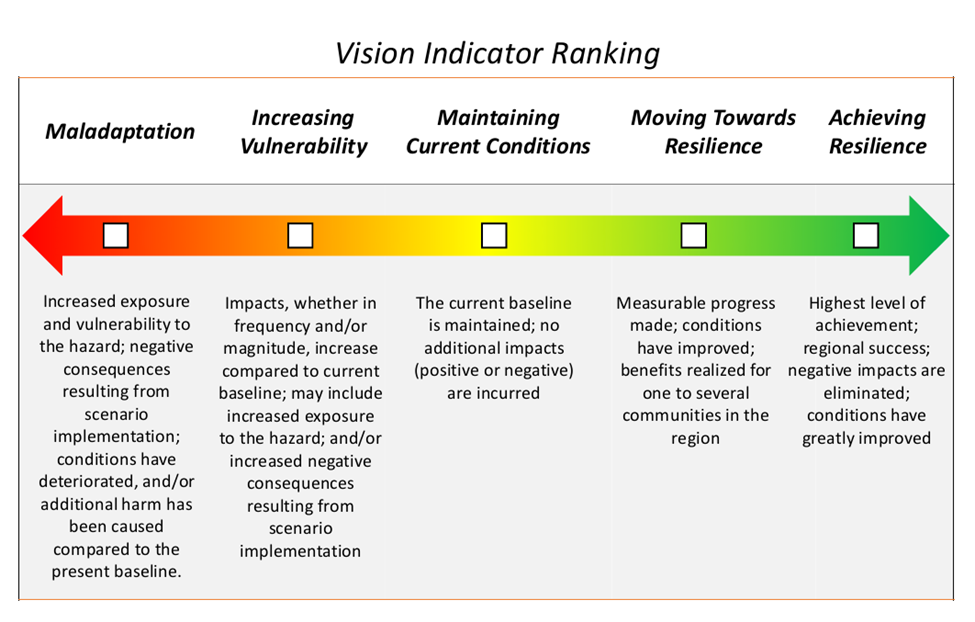 Vision Indicator Ranking
Maladaptation
Increasing
Vulnerability
Maintaining
Current Conditions
Moving Towards
Resilience
Achieving
Resilience
Increased exposure
and vulnerability to
the hazard; negative
consequences
resulting from
scenario
implementation;
conditions have
deteriorated, and/or
additional harm has
been caused
compared to the
present baseline.
Impacts, whether in
frequency and/or
magnitude, increase
compared to current
baseline; may include
increased exposure
to the hazard; and/or
increased negative
consequences
resulting from
scenario
implementation
The current baseline
is maintained; no
additional impacts
(positive or negative)
are incurred
Measurable progress
made; conditions
have improved;
benefits realized for
one to several
communities in the
region
Highest level of
achievement;
regional success;
negative impacts are
eliminated;
conditions have
greatly improved